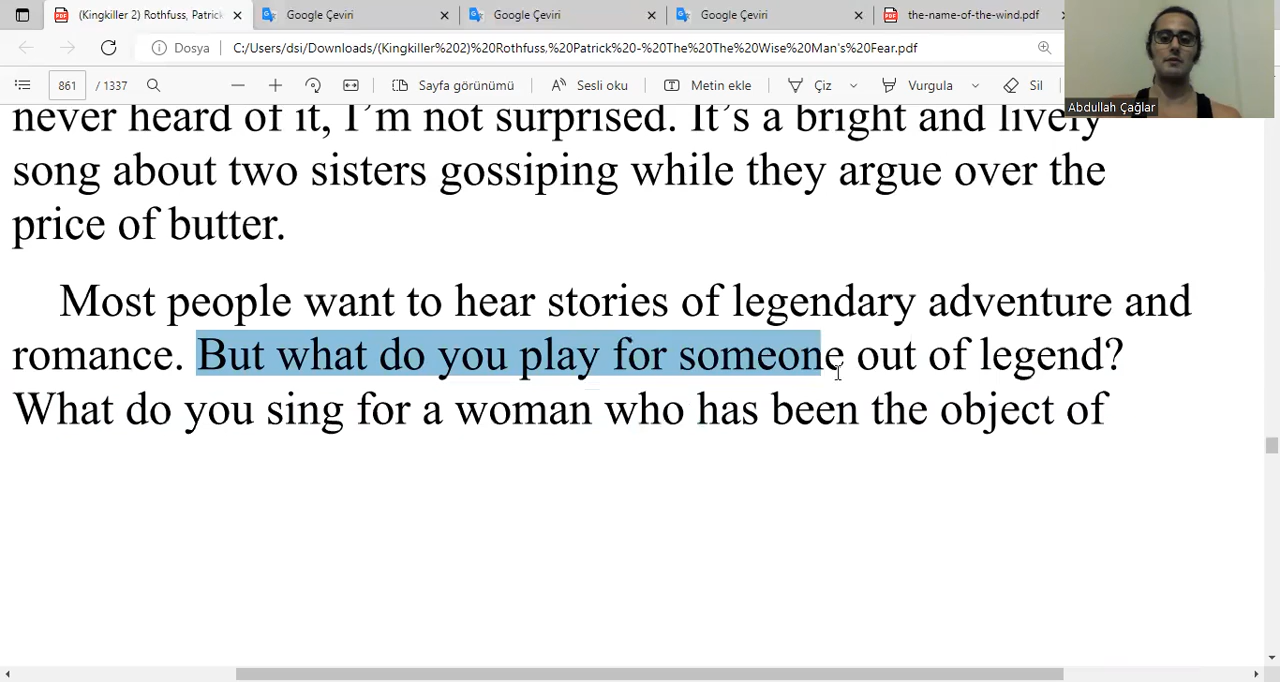 (Kingkiller 2) Rothfuss, Patrick
Google Çeviri
Google Çeviri
Google Çeviri
the-name-of-the-wind.pdf
Dosya
C:/Users/dsi/Downloads/(Kingkiller%202)%20Rothfuss,%20Patrick%20-%20The%20The%20Wise%20Man's%20Fear.pdf
861 / 1337
Sayfa görünümü
Sesli oku
Metin ekle
Çiz
Vurgula
Sil
Abdullah Çağlar
never heard of it, I’m not surprised. It’s a bright and lively
song about two sisters gossiping while they argue over the
price of butter.
Most people want to hear stories of legendary adventure and
romance. But what do you play for someone out of legend?
What do you sing for a woman who has been the object of